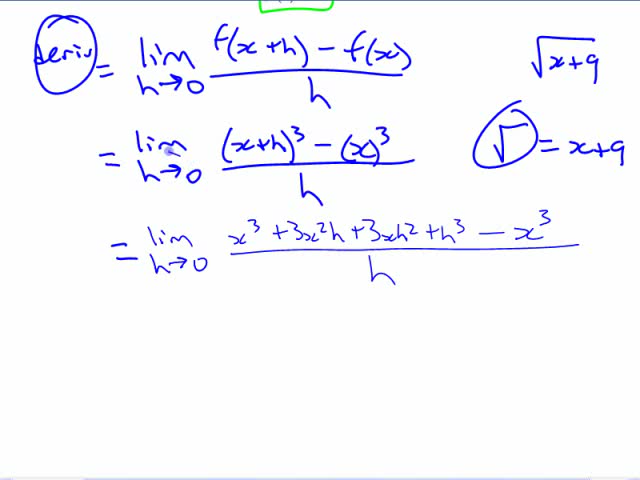 deriv = lim h→0 f(x+h) − f(x) / h
√x+9
= lim h→0 (x+h)³ − (x)³ / h
√ = x+9
= lim h→0 x³ + 3x²h + 3xh² + h³ − x³ / h